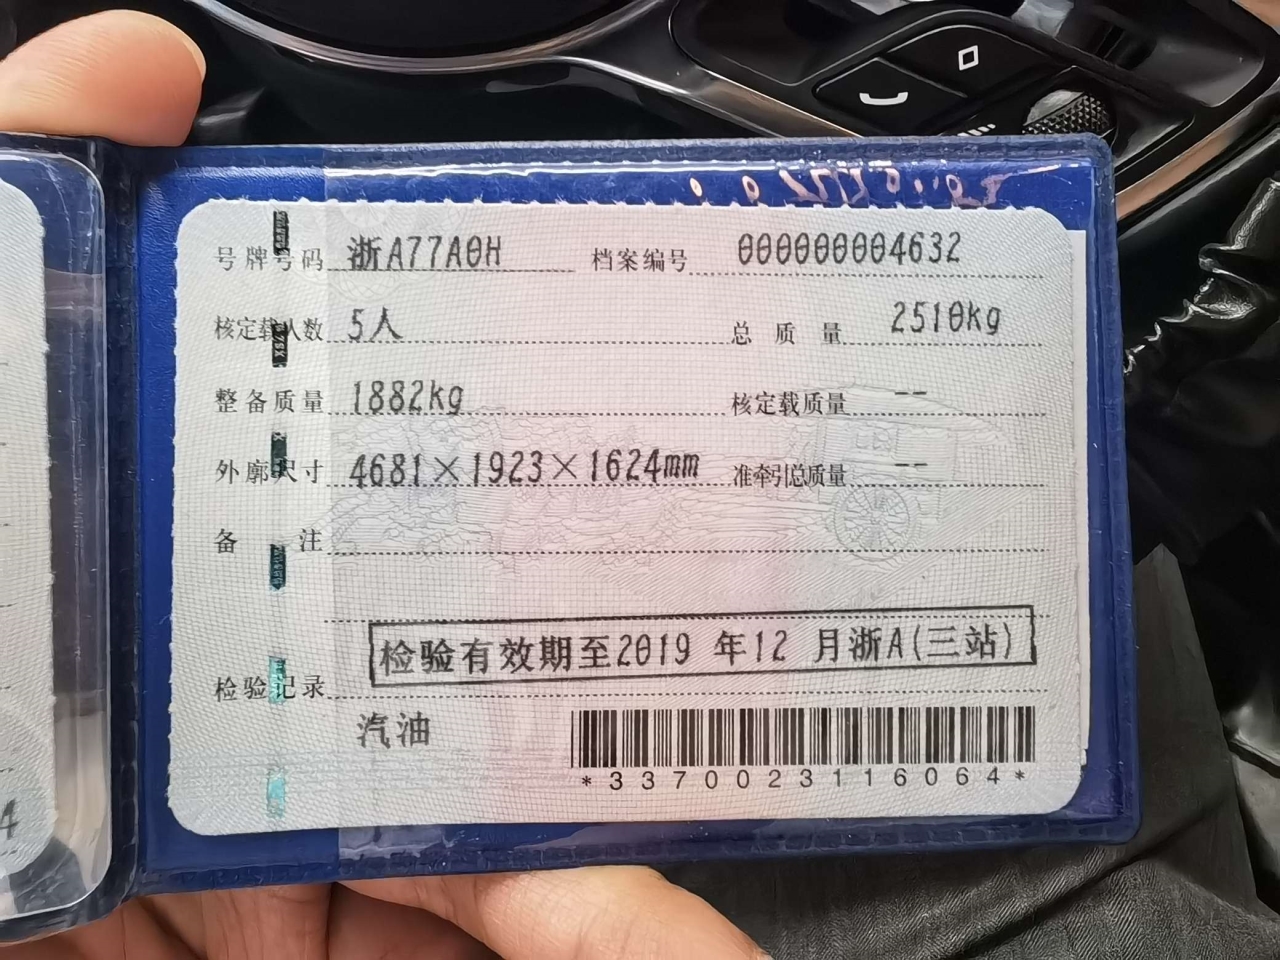 号牌号码 浙A77A0H 档案编号 000000004632
核定载人数 5人 总质量 2510kg
整备质量 1882kg 核定载质量 --
外廓尺寸 4681×1923×1624mm 准牵引总质量 --
备注
检验有效期至2019 年12 月浙A(三站)
检验记录
汽油
*3370023116064*
4